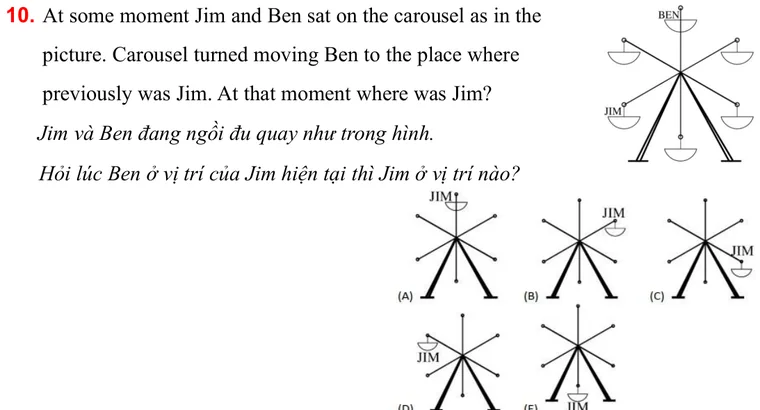 10. At some moment Jim and Ben sat on the carousel as in the
picture. Carousel turned moving Ben to the place where
previously was Jim. At that moment where was Jim?
Jim và Ben đang ngồi đu quay như trong hình.
Hỏi lúc Ben ở vị trí của Jim hiện tại thì Jim ở vị trí nào?
BEN
JIM
JIM
JIM
JIM
(A)
(B)
(C)
JIM
(D)
(E)
JIM